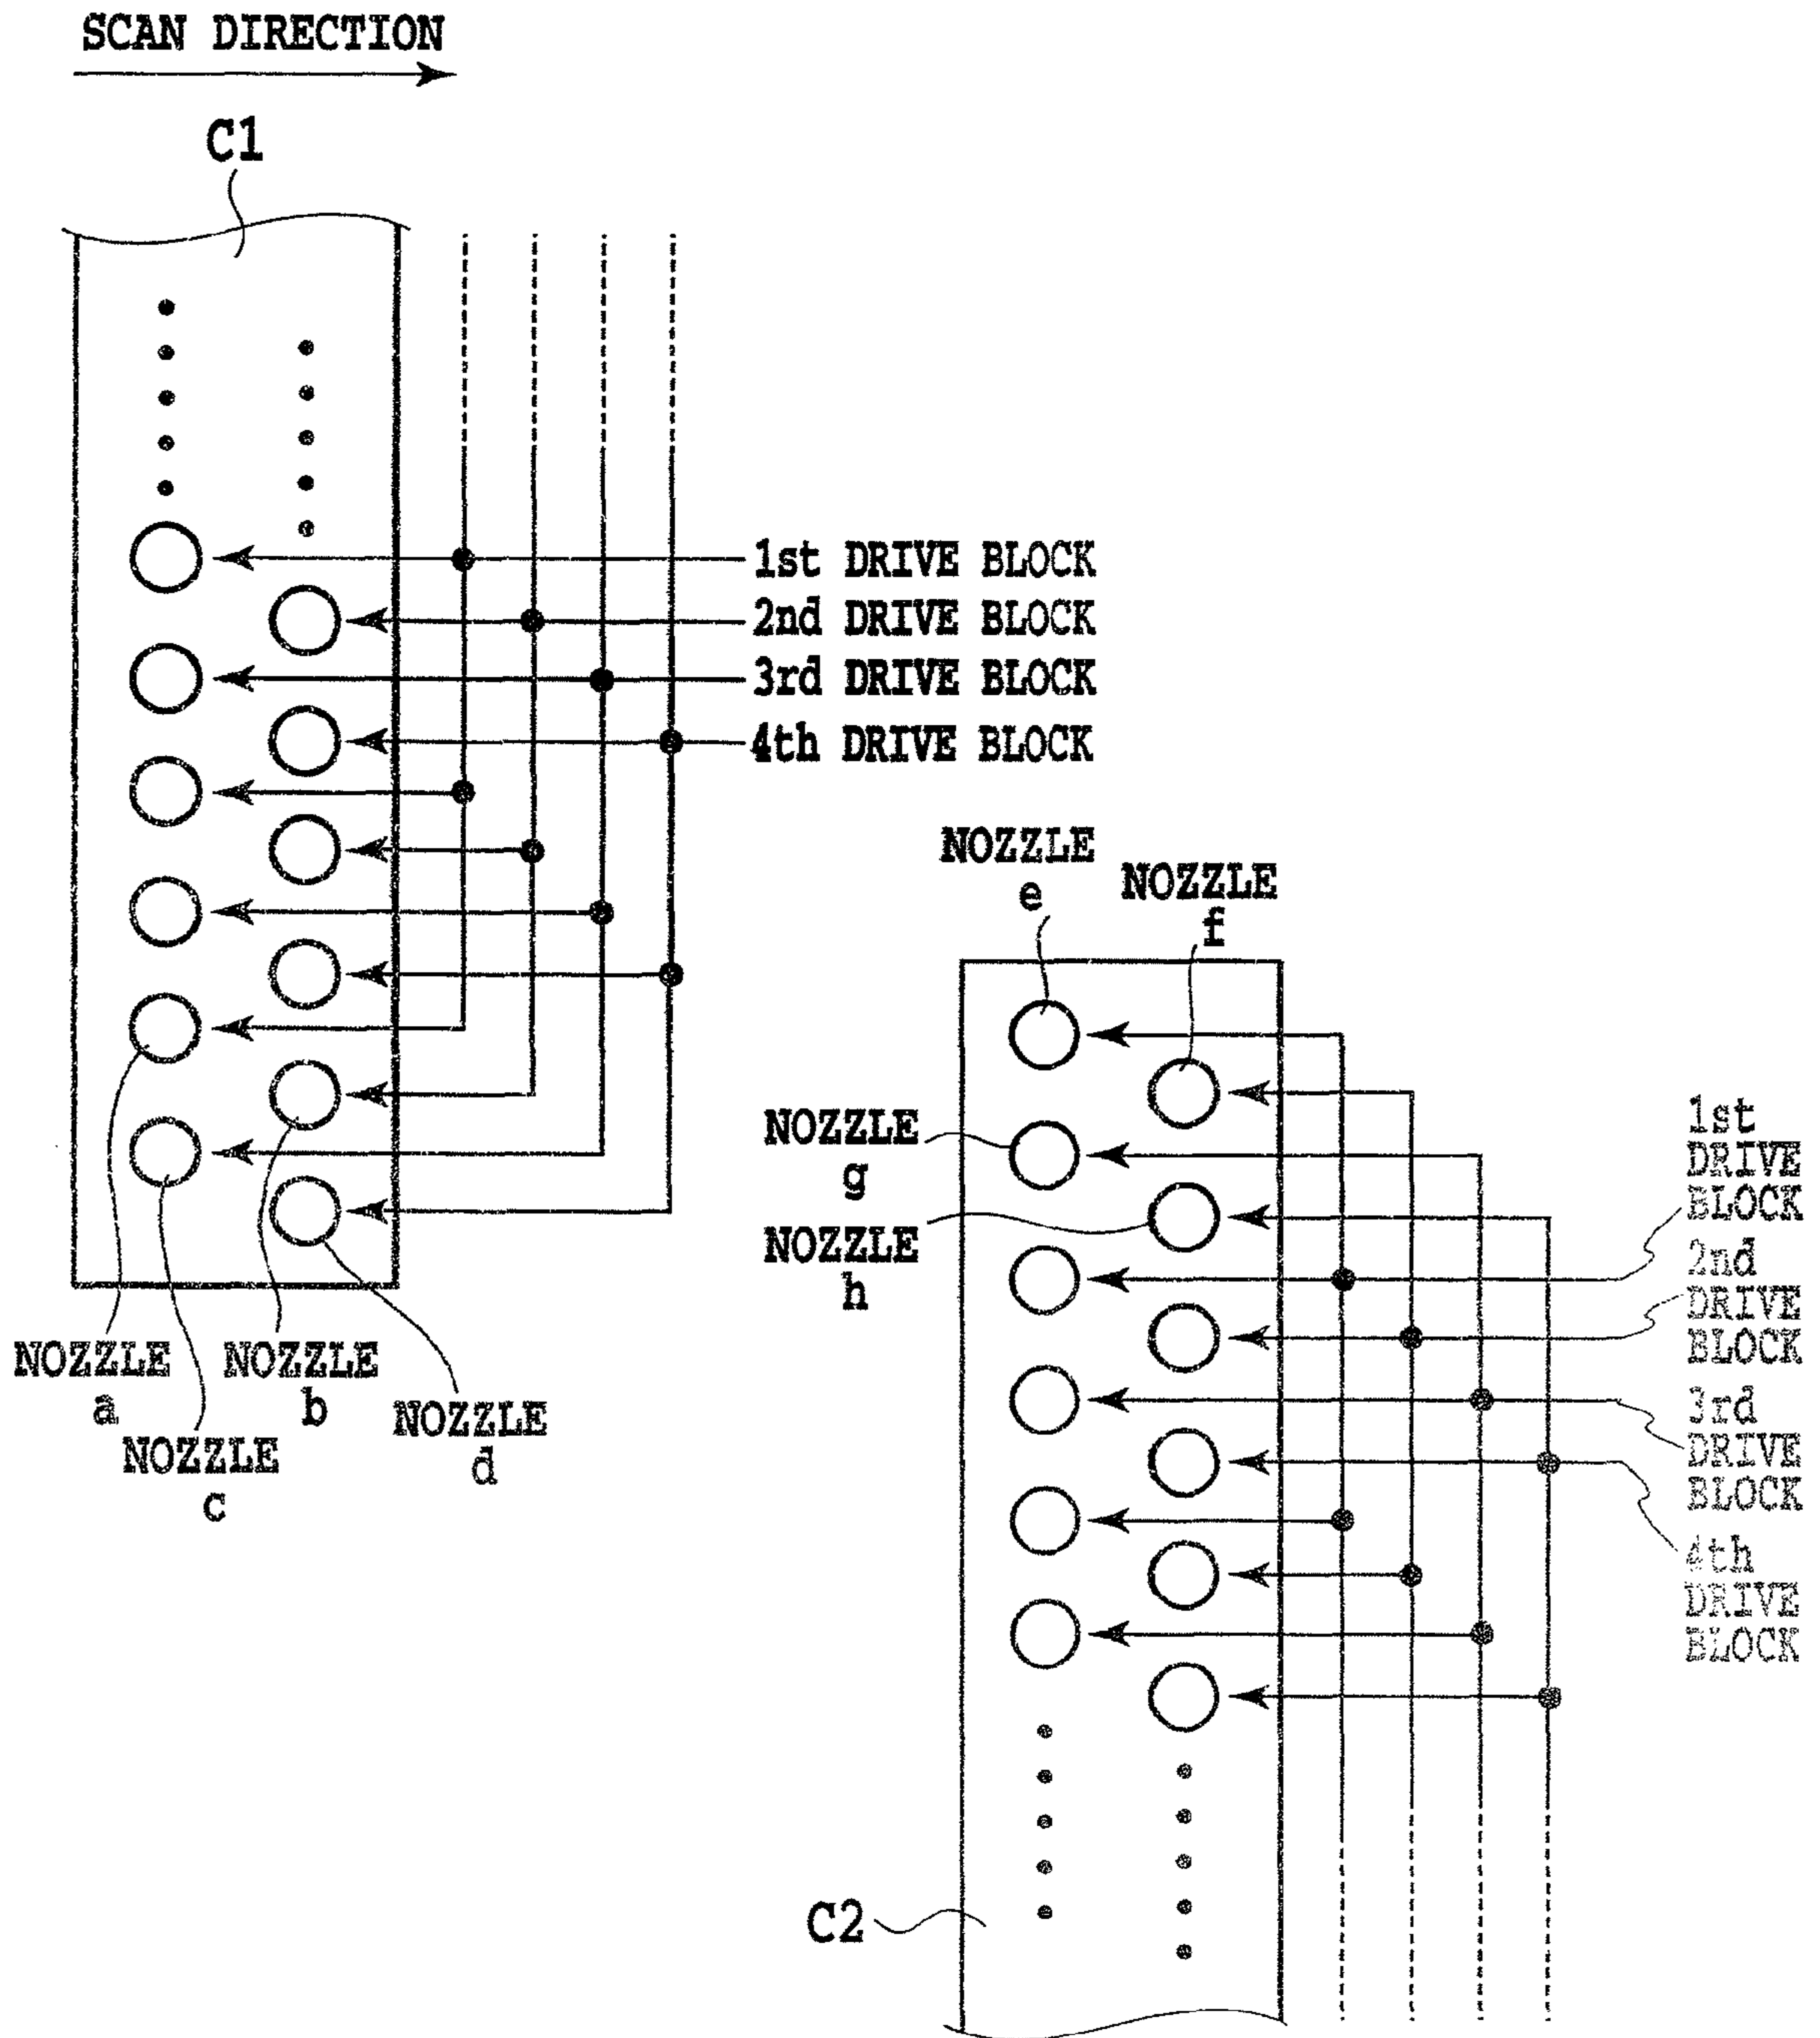 SCAN DIRECTION
C1
1st DRIVE BLOCK
2nd DRIVE BLOCK
3rd DRIVE BLOCK
4th DRIVE BLOCK
NOZZLE
e
NOZZLE
f
NOZZLE
g
NOZZLE
h
1st
DRIVE
BLOCK
2nd
DRIVE
BLOCK
3rd
DRIVE
BLOCK
4th
DRIVE
BLOCK
NOZZLE
a
NOZZLE
b
NOZZLE
c
NOZZLE
d
C2